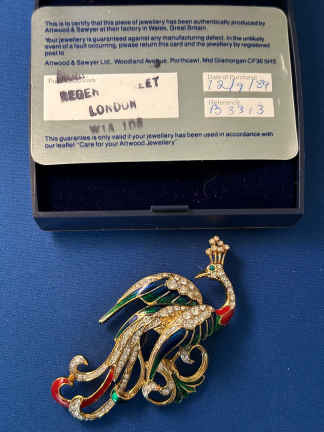 This is to certify that this piece of jewellery has been authentically produced by
Attwood & Sawyer at their factory in Wales, Great Britain.
Your jewellery is guaranteed against any manufacturing defect. In the unlikely
event of a fault occurring, please return this card and the jewellery by registered
post to
Attwood & Sawyer Ltd., Woodland Avenue, Porthcawl, Mid Glamorgan CF36 5HS
Date of Purchase
12/9/89
REGEN ET
LONDON
W1A 1DB
Reference
B3313
This guarantee is only valid if your jewellery has been used in accordance with
our leaflet "Care for your Attwood Jewellery"